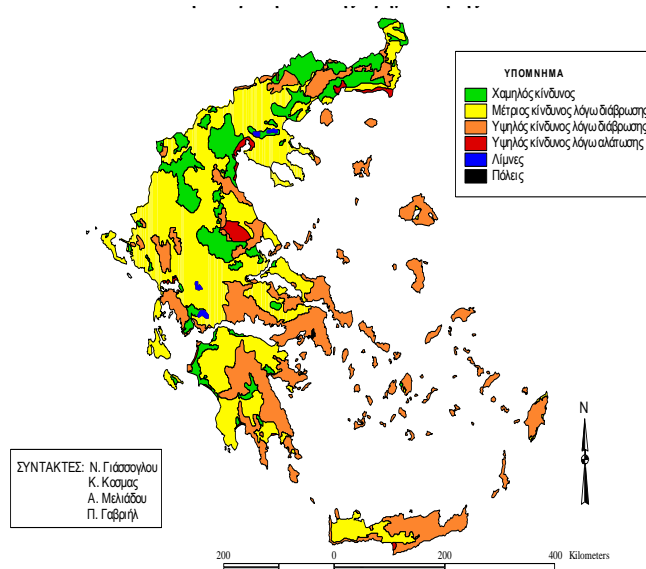 ΥΠΟΜΝΗΜΑ
Χαμηλός κίνδυνος
Μέτριος κίνδυνος λόγω διάβρωσης
Υψηλός κίνδυνος λόγω διάβρωσης
Υψηλός κίνδυνος λόγω αλάτωσης
Λίμνες
Πόλεις
N
ΣΥΝΤΑΚΤΕΣ: Ν. Γιάσσογλου
Κ. Κοσμας
Α. Μελιάδου
Π. Γαβριήλ
200 0 200 400 Kilometers